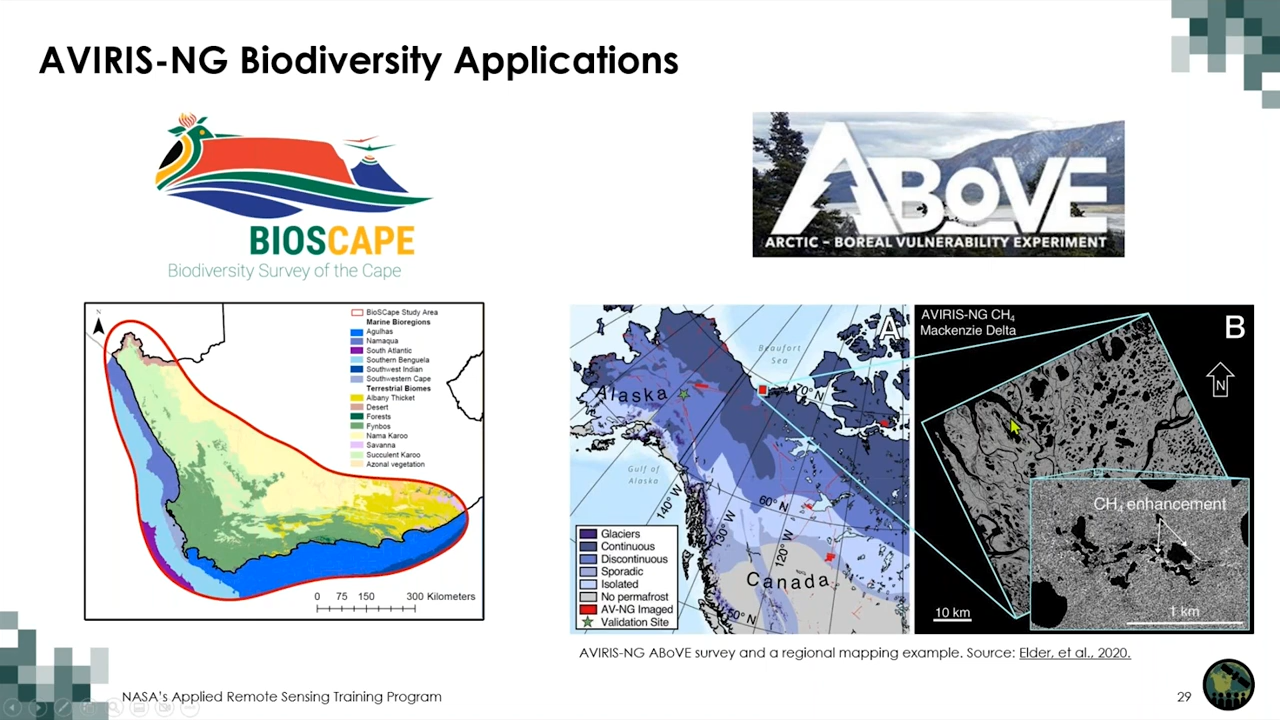 AVIRIS-NG Biodiversity Applications
BIOSCAPE
Biodiversity Survey of the Cape
ABoVE
ARCTIC – BOREAL VULNERABILITY EXPERIMENT
N
BioSCape Study Area
Marine Bioregions
Agulhas
Namaqua
South Atlantic
Southern Benguela
Southwest Indian
Southwestern Cape
Terrestrial Biomes
Albany Thicket
Desert
Forests
Fynbos
Nama Karoo
Savanna
Succulent Karoo
Azonal vegetation
0 75 150 300 Kilometers
A
Beaufort
Sea
Alaska
70° N
Gulf of
Alaska
140° W
130° W
60° N
120° W
Canada
50° N
Glaciers
Continuous
Discontinuous
Sporadic
Isolated
No permafrost
AV-NG Imaged
Validation Site
AVIRIS-NG CH₄
Mackenzie Delta
B
N
CH₄ enhancement
10 km
1 km
AVIRIS-NG ABoVE survey and a regional mapping example. Source: Elder, et al., 2020.
NASA's Applied Remote Sensing Training Program
29